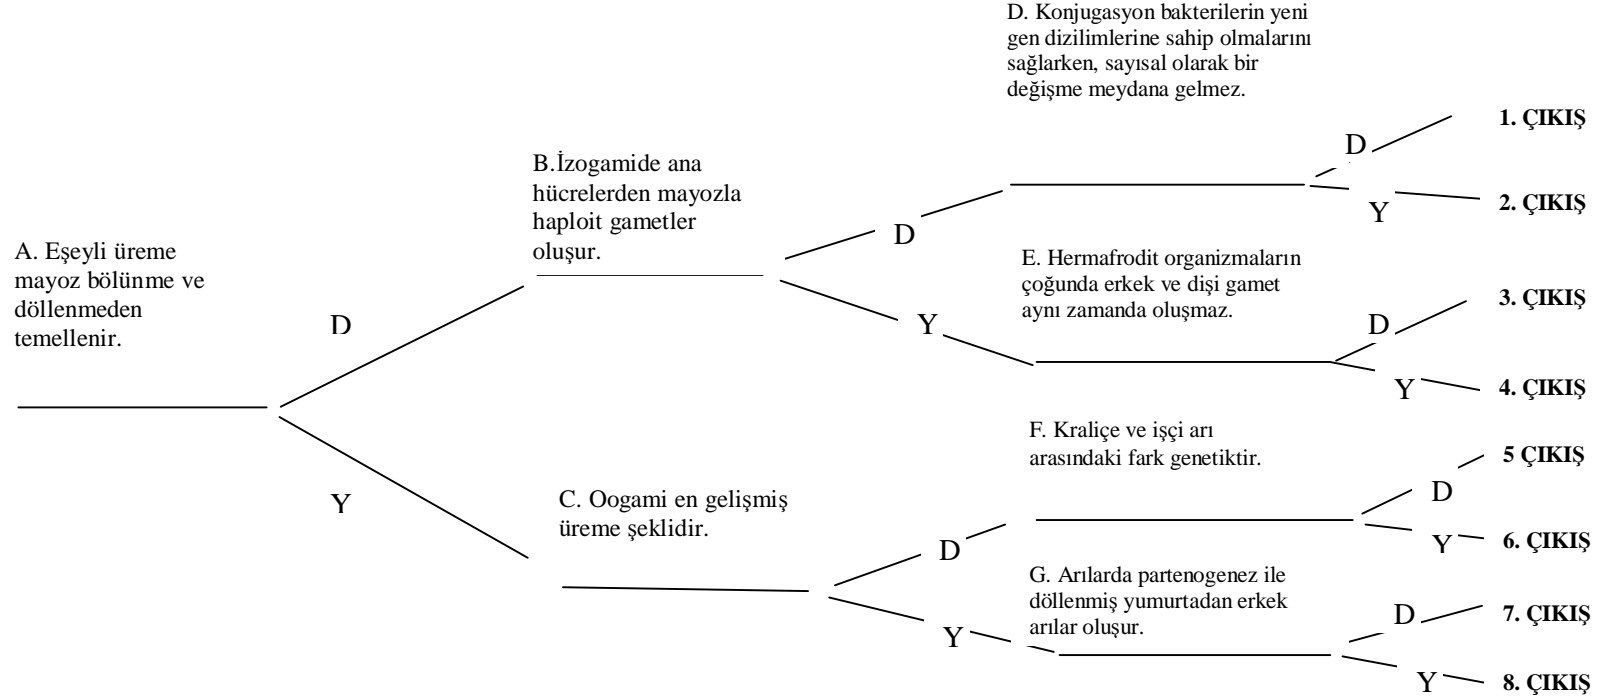 D. Konjugasyon bakterilerin yeni
gen dizilimlerine sahip olmalarını
sağlarken, sayısal olarak bir
değişme meydana gelmez.
1. ÇIKIŞ
D
B.İzogamide ana
hücrelerden mayozla
haploit gametler
oluşur.
2. ÇIKIŞ
Y
D
A. Eşeyli üreme
mayoz bölünme ve
döllenmeden
temellenir.
E. Hermafrodit organizmaların
çoğunda erkek ve dişi gamet
aynı zamanda oluşmaz.
3. ÇIKIŞ
D
Y
D
4. ÇIKIŞ
Y
F. Kraliçe ve işçi arı
arasındaki fark genetiktir.
5 ÇIKIŞ
D
Y
C. Oogami en gelişmiş
üreme şeklidir.
6. ÇIKIŞ
Y
D
G. Arılarda partenogenez ile
döllenmiş yumurtadan erkek
arılar oluşur.
7. ÇIKIŞ
D
Y
8. ÇIKIŞ
Y